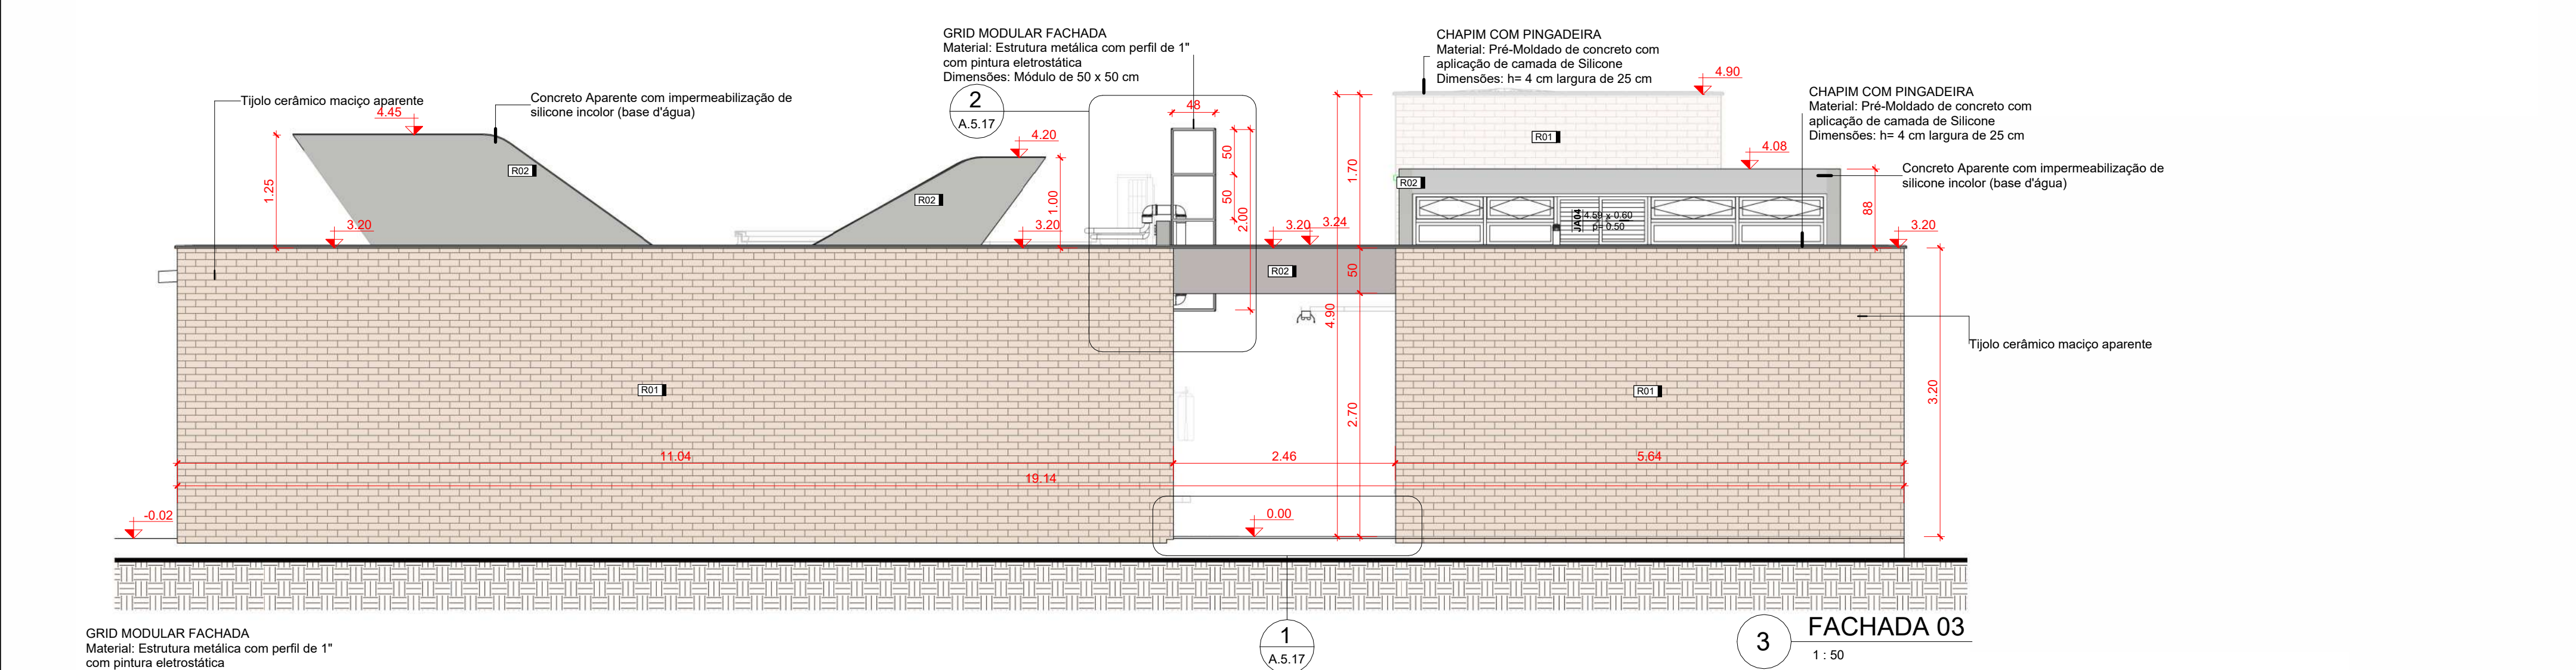 GRID MODULAR FACHADA
Material: Estrutura metálica com perfil de 1"
com pintura eletrostática
Dimensões: Módulo de 50 x 50 cm
CHAPIM COM PINGADEIRA
Material: Pré-Moldado de concreto com
aplicação de camada de Silicone
Dimensões: h= 4 cm largura de 25 cm
CHAPIM COM PINGADEIRA
Material: Pré-Moldado de concreto com
aplicação de camada de Silicone
Dimensões: h= 4 cm largura de 25 cm
Tijolo cerâmico maciço aparente
Concreto Aparente com impermeabilização de
silicone incolor (base d'água)
2
A.5.17
48
4.90
4.45
4.20
4.08
R01
R02
R02
R02
Concreto Aparente com impermeabilização de
silicone incolor (base d'água)
1.25
1.00
50
50
2.00
1.70
88
JA04
4.59 x 0.60
p= 0.50
3.20
3.20
3.20
3.24
3.20
R02
50
4.90
Tijolo cerâmico maciço aparente
R01
R01
2.70
3.20
11.04
2.46
5.64
19.14
-0.02
0.00
1
A.5.17
3
FACHADA 03
1 : 50
GRID MODULAR FACHADA
Material: Estrutura metálica com perfil de 1"
com pintura eletrostática